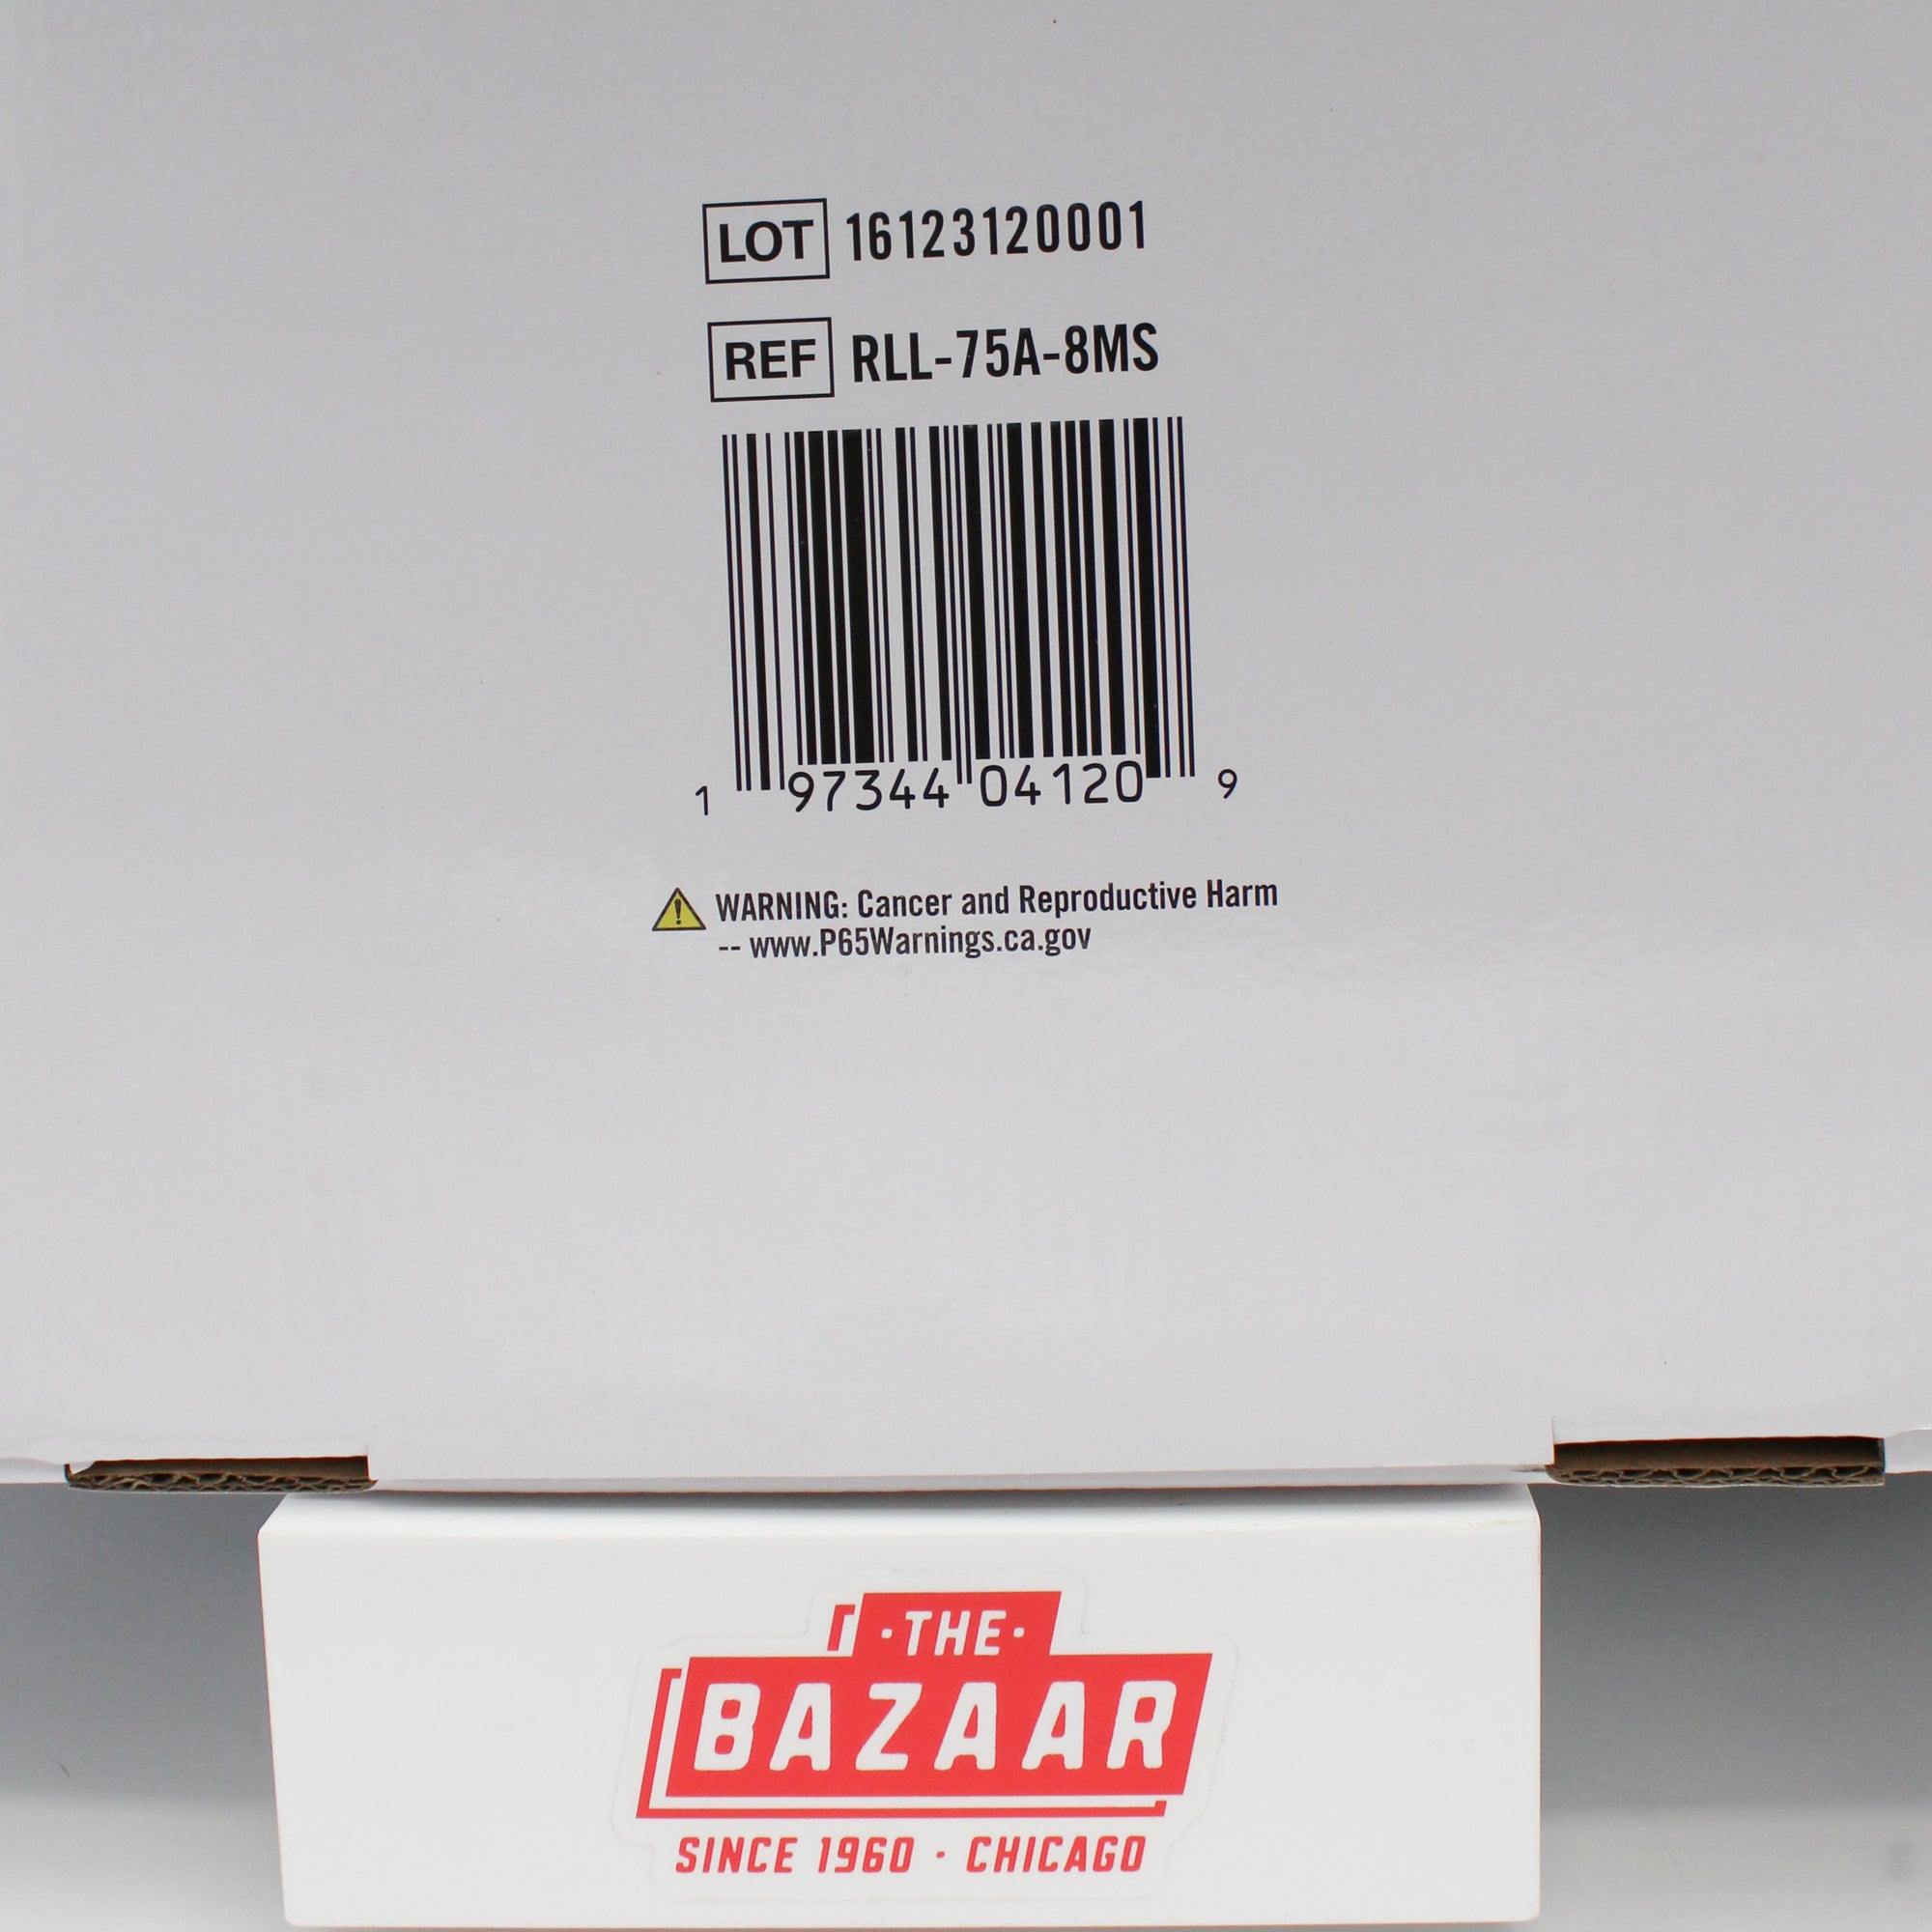 LOT 16123120001
REF RLL-75A-8MS
1 97344 04120 9
WARNING: Cancer and Reproductive Harm
-- www.P65Warnings.ca.gov
·THE·
BAZAAR
SINCE 1960 · CHICAGO